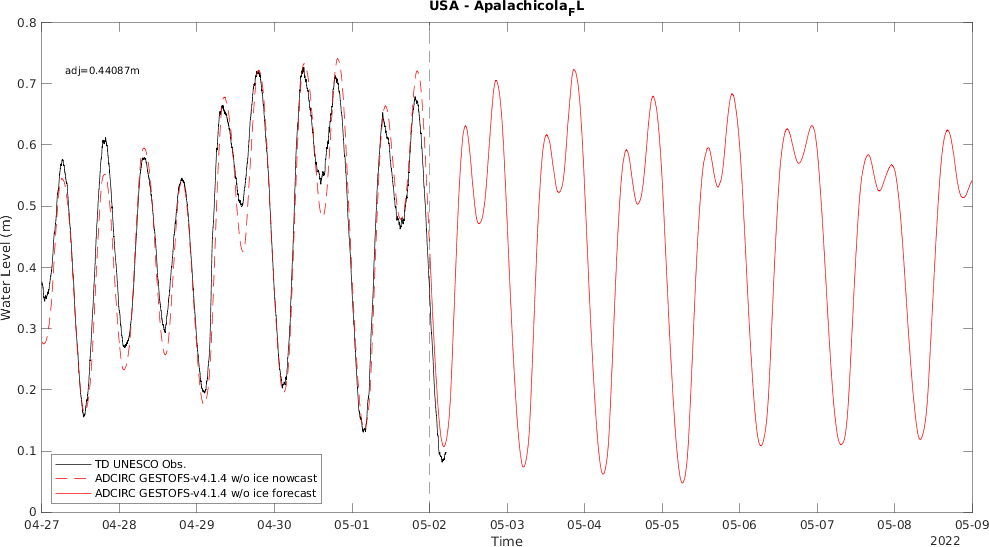 USA - Apalachicola_FL
adj=0.44087m
0.8
0.7
0.6
0.5
0.4
0.3
0.2
0.1
0
Water Level (m)
TD UNESCO Obs.
ADCIRC GESTOFS-v4.1.4 w/o ice nowcast
ADCIRC GESTOFS-v4.1.4 w/o ice forecast
04-27 04-28 04-29 04-30 05-01 05-02 05-03 05-04 05-05 05-06 05-07 05-08 05-09
Time
2022